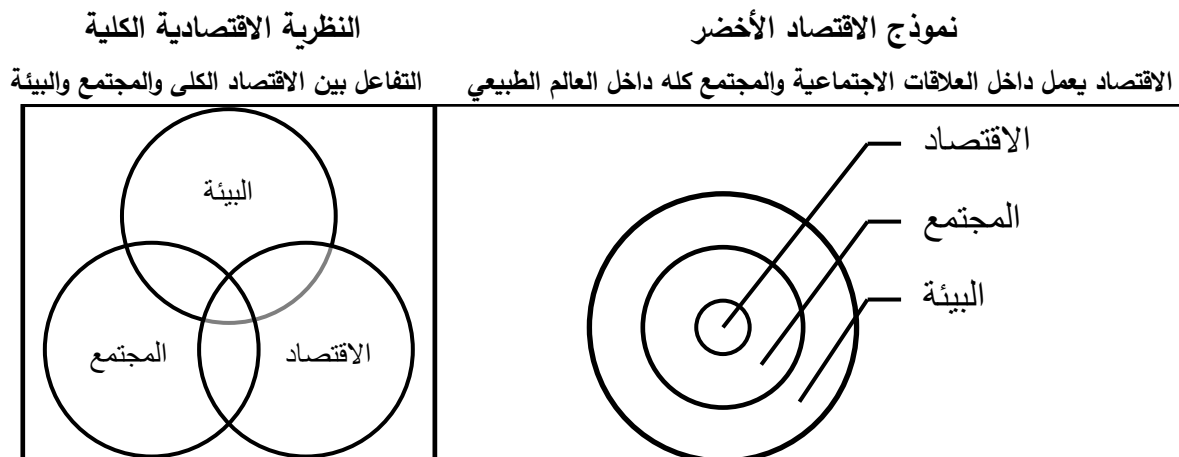 نموذج الاقتصاد الأخضر
الاقتصاد يعمل داخل العلاقات الاجتماعية والمجتمع كله داخل العالم الطبيعي
الاقتصاد
المجتمع
البيئة
النظرية الاقتصادية الكلية
التفاعل بين الاقتصاد الكلى والمجتمع والبيئة
البيئة
الاقتصاد
المجتمع